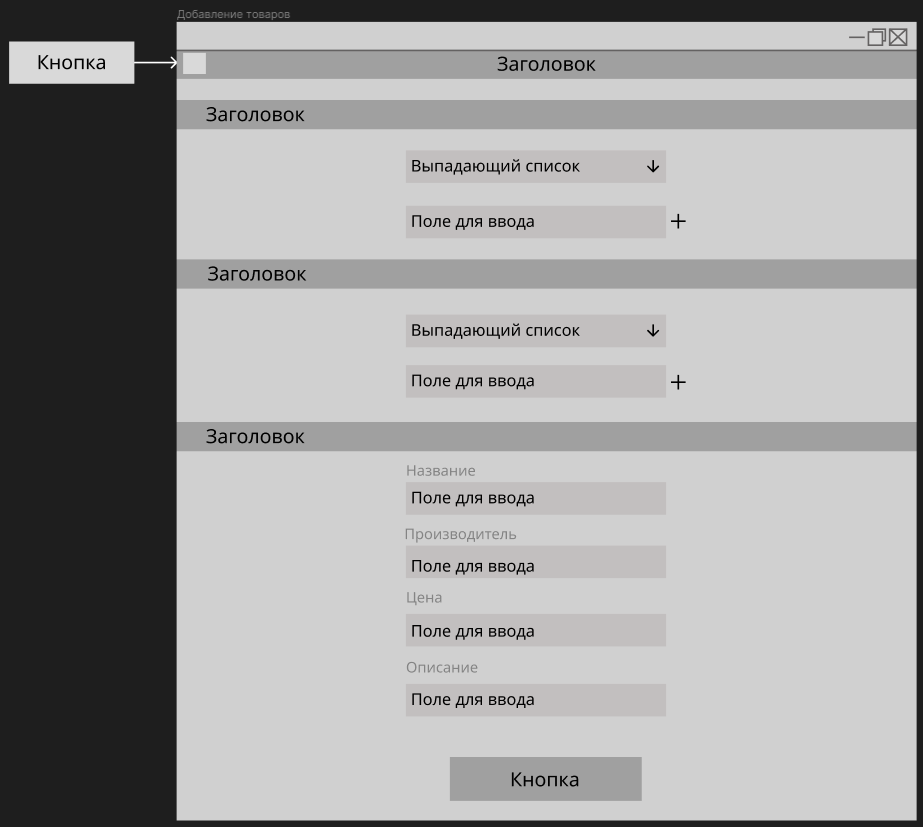 Добавление товаров
Кнопка
Заголовок
Заголовок
Выпадающий список
Поле для ввода
Заголовок
Выпадающий список
Поле для ввода
Заголовок
Название
Поле для ввода
Производитель
Поле для ввода
Цена
Поле для ввода
Описание
Поле для ввода
Кнопка